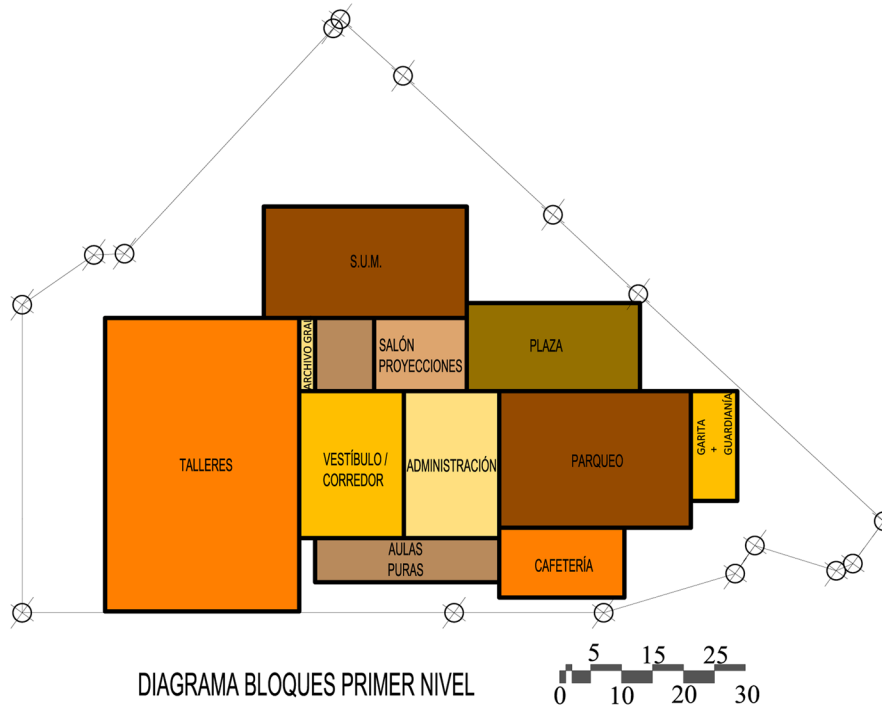 S.U.M.
ARCHIVO GRAL
SALÓN
PROYECCIONES
PLAZA
TALLERES
VESTÍBULO /
CORREDOR
ADMINISTRACIÓN
PARQUEO
GARITA
+
GUARDIANÍA
AULAS
PURAS
CAFETERÍA
DIAGRAMA BLOQUES PRIMER NIVEL
5 15 25
0 10 20 30